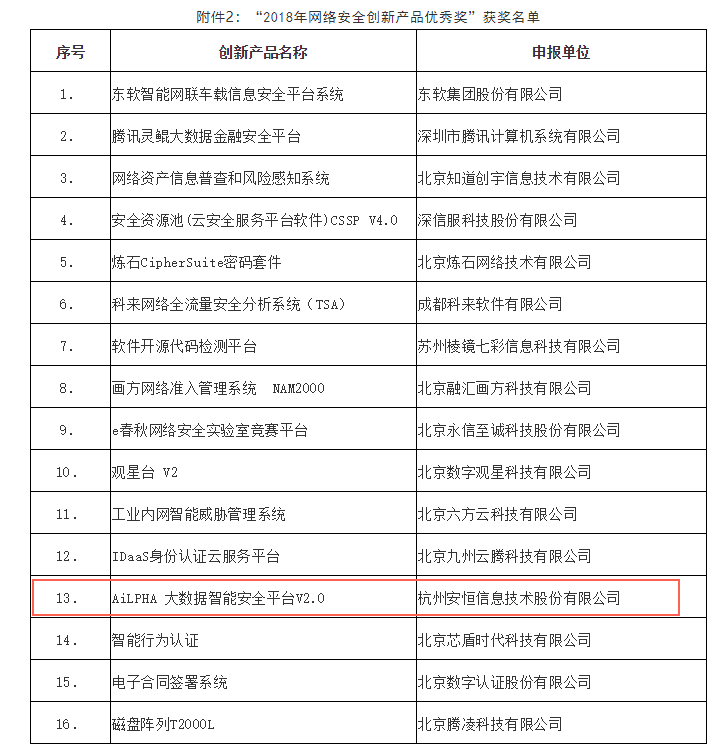 附件2：“2018年网络安全创新产品优秀奖”获奖名单
序号 创新产品名称 申报单位
1. 东软智能网联车载信息安全平台系统 东软集团股份有限公司
2. 腾讯灵鲲大数据金融安全平台 深圳市腾讯计算机系统有限公司
3. 网络资产信息普查和风险感知系统 北京知道创宇信息技术有限公司
4. 安全资源池(云安全服务平台软件)CSSP V4.0 深信服科技股份有限公司
5. 炼石CipherSuite密码套件 北京炼石网络技术有限公司
6. 科来网络全流量安全分析系统（TSA） 成都科来软件有限公司
7. 软件开源代码检测平台 苏州棱镜七彩信息科技有限公司
8. 画方网络准入管理系统 NAM2000 北京融汇画方科技有限公司
9. e春秋网络安全实验室竞赛平台 北京永信至诚科技股份有限公司
10. 观星台 V2 北京数字观星科技有限公司
11. 工业内网智能威胁管理系统 北京六方云科技有限公司
12. IDaaS身份认证云服务平台 北京九州云腾科技有限公司
13. AiLPHA 大数据智能安全平台V2.0 杭州安恒信息技术股份有限公司
14. 智能行为认证 北京芯盾时代科技有限公司
15. 电子合同签署系统 北京数字认证股份有限公司
16. 磁盘阵列T2000L 北京腾凌科技有限公司